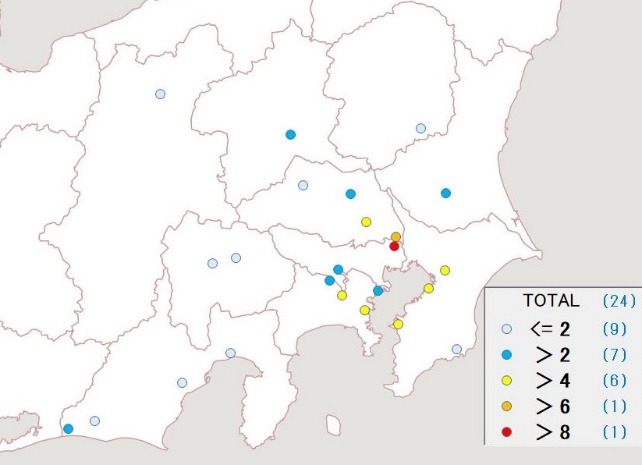 TOTAL (24)
<= 2 (9)
> 2 (7)
> 4 (6)
> 6 (1)
> 8 (1)